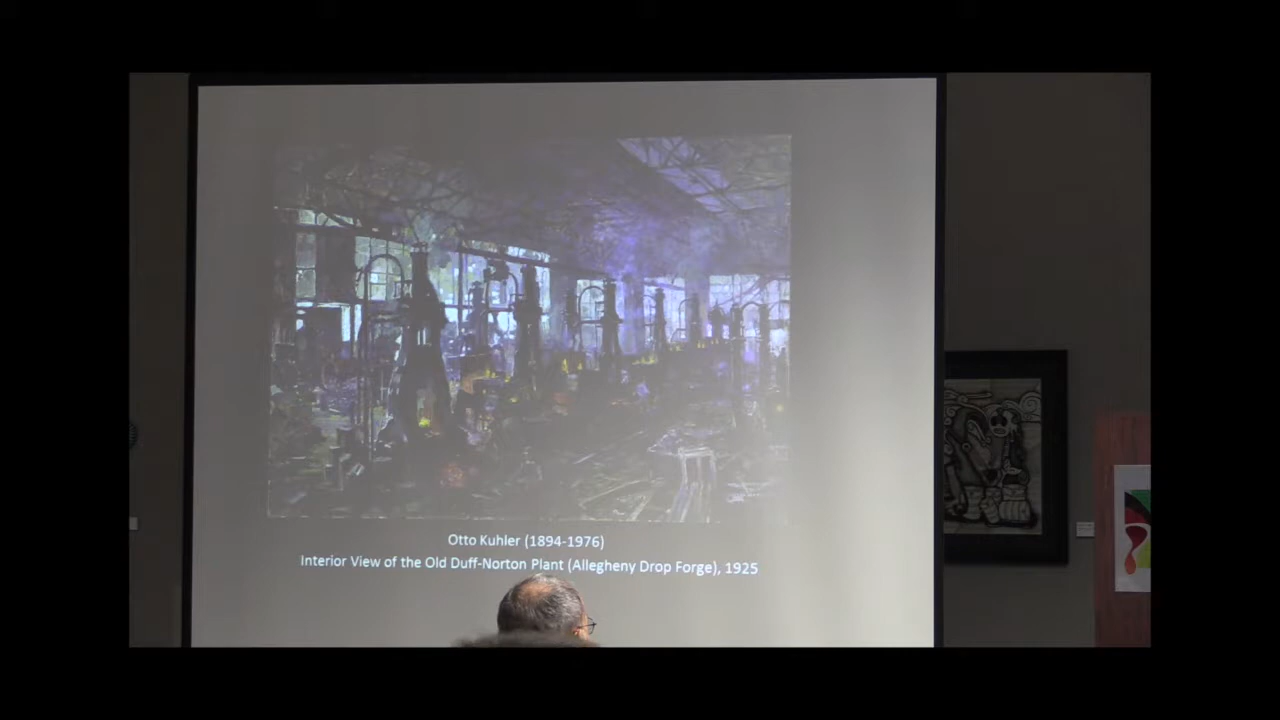 Otto Kuhler (1894-1976)
Interior View of the Old Duff-Norton Plant (Allegheny Drop Forge), 1925